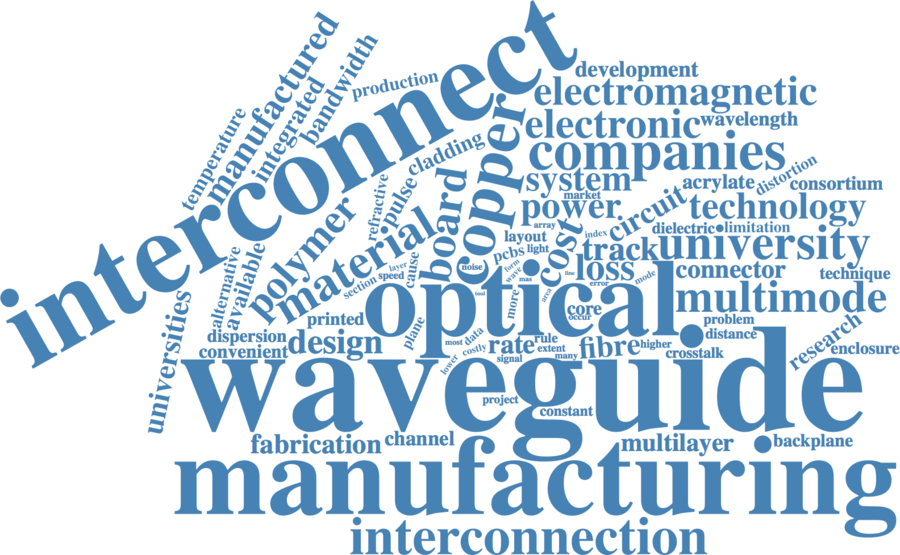 interconnect
development
electromagnetic
manufactured
bandwidth
production
integrated
temperature
copper
electronic
wavelength
cladding
companies
pulse
refractive
board
system
market
power
circuit
acrylate
distortion
consortium
technology
polymer
material
array
layout
cost
index
dielectric
limitation
track
university
pcbs
light
noise
form
wave
mas
line
loss
error
mode
connector
technique
alternative
available
section
speed
layer
cause
optical
tool
more
area
core
occur
multimode
universities
printed
plane
problem
distance
dispersion
convenient
design
most
data
lower
costly
rate
rule
extent
signal
many
fibre
higher
crosstalk
research
enclosure
waveguide
project
constant
fabrication
channel
multilayer
backplane
manufacturing
interconnection